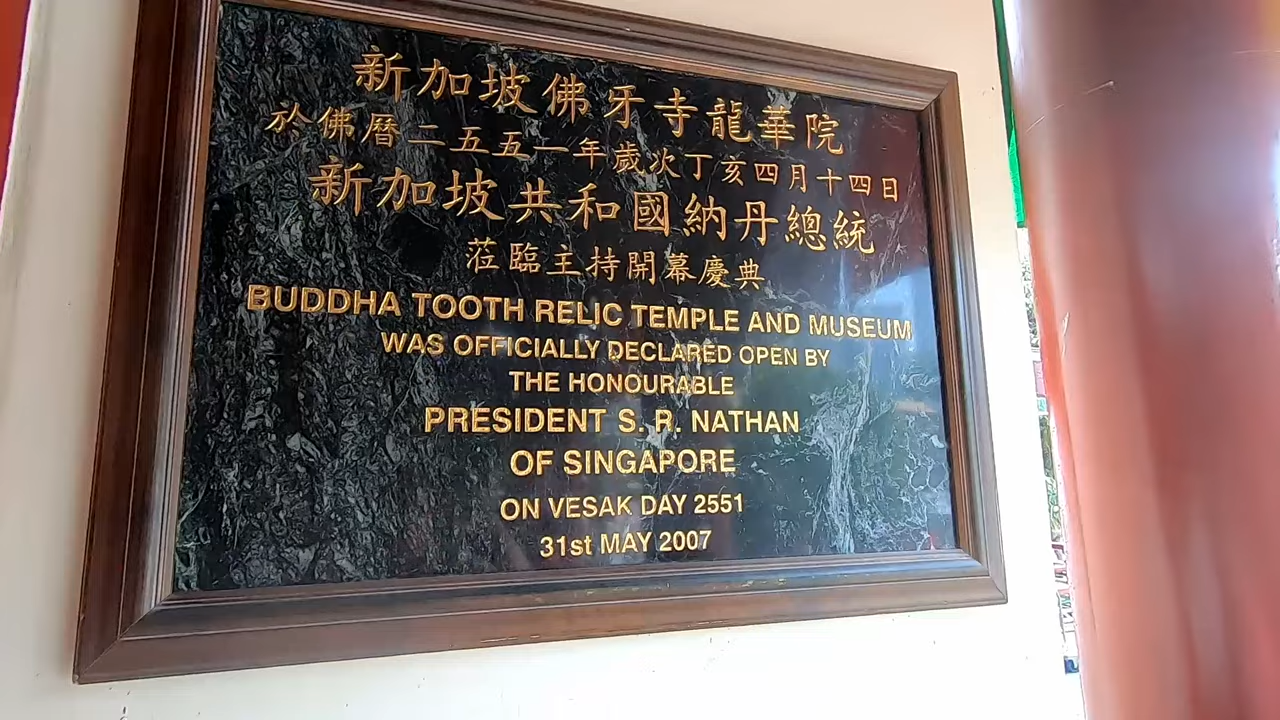 新加坡佛牙寺龍華院
於佛曆二五五一年歲次丁亥四月十四日
新加坡共和國納丹總統
蒞臨主持開幕慶典
BUDDHA TOOTH RELIC TEMPLE AND MUSEUM
WAS OFFICIALLY DECLARED OPEN BY
THE HONOURABLE
PRESIDENT S. R. NATHAN
OF SINGAPORE
ON VESAK DAY 2551
31st MAY 2007